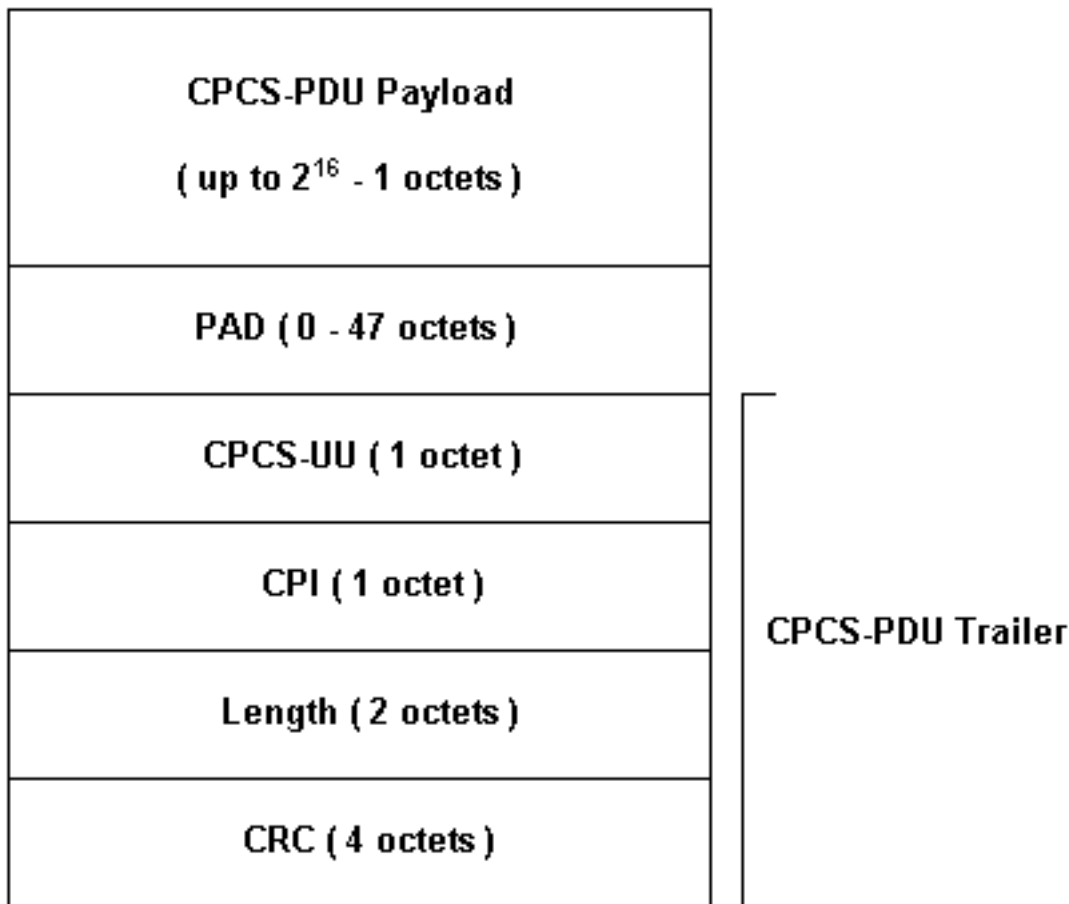 CPCS-PDU Payload
( up to 2¹⁶ - 1 octets )
PAD ( 0 - 47 octets )
CPCS-UU ( 1 octet )
CPI ( 1 octet )
Length ( 2 octets )
CRC ( 4 octets )
CPCS-PDU Trailer